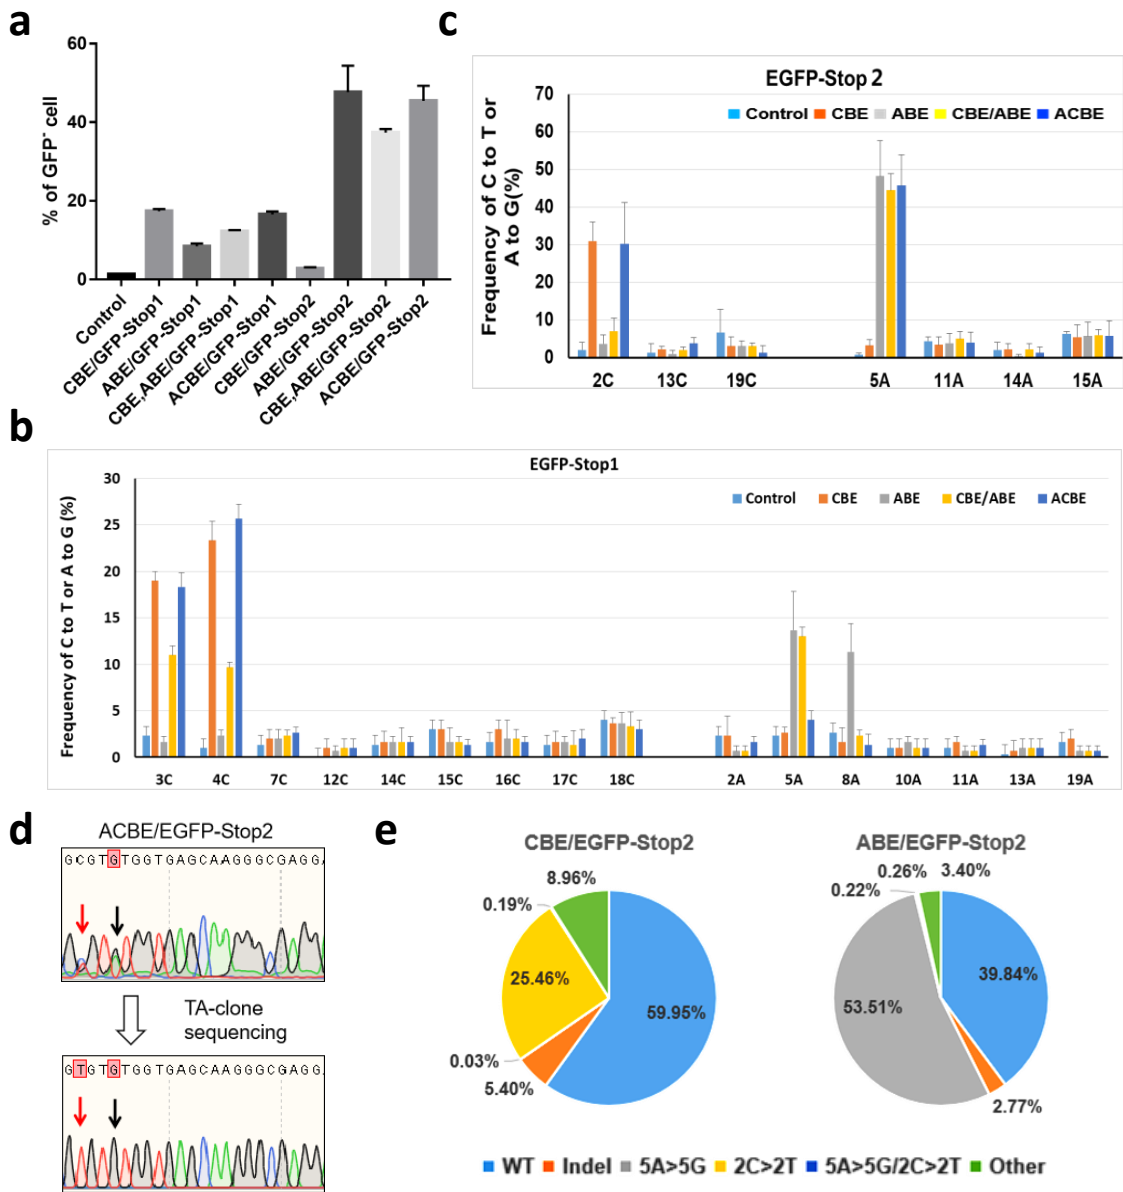 a
60
40
20
0
% of GFP- cell
Control
CBE/GFP-Stop1
ABE/GFP-Stop1
CBE,ABE/GFP-Stop1
ACBE/GFP-Stop1
CBE/GFP-Stop2
ABE/GFP-Stop2
CBE,ABE/GFP-Stop2
ACBE/GFP-Stop2
c
EGFP-Stop 2
Control CBE ABE CBE/ABE ACBE
Frequency of C to T or
A to G(%)
70
60
50
40
30
20
10
0
2C 13C 19C 5A 11A 14A 15A
b
EGFP-Stop1
Control CBE ABE CBE/ABE ACBE
Frequency of C to T or A to G (%)
30
25
20
15
10
5
0
3C 4C 7C 12C 14C 15C 16C 17C 18C 2A 5A 8A 10A 11A 13A 19A
d
ACBE/EGFP-Stop2
G C G T G T G G T G A G C A A G G G C G A G G A
TA-clone
sequencing
G T G T G T G G T G A G C A A G G G C G A G G A
e
CBE/EGFP-Stop2
8.96%
0.19%
25.46%
59.95%
0.03%
5.40%
ABE/EGFP-Stop2
0.26% 3.40%
0.22%
39.84%
53.51%
2.77%
WT Indel 5A>5G 2C>2T 5A>5G/2C>2T Other